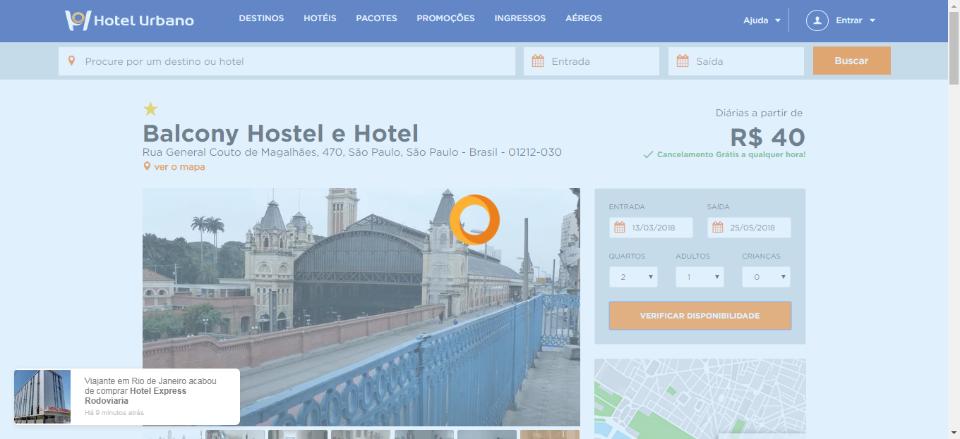 Hotel Urbano
DESTINOS HOTÉIS PACOTES PROMOÇÕES INGRESSOS AÉREOS
Ajuda
Entrar
Procure por um destino ou hotel
Entrada
Saída
Buscar
Balcony Hostel e Hotel
Rua General Couto de Magalhães, 470, São Paulo, São Paulo - Brasil - 01212-030
ver o mapa
Diárias a partir de
R$ 40
Cancelamento Grátis a qualquer hora!
ENTRADA SAÍDA
13/03/2018 25/05/2018
QUARTOS ADULTOS CRIANÇAS
2 1 0
VERIFICAR DISPONIBILIDADE
Viajante em Rio de Janeiro acabou
de comprar Hotel Express
Rodoviaria
Há 9 minutos atrás